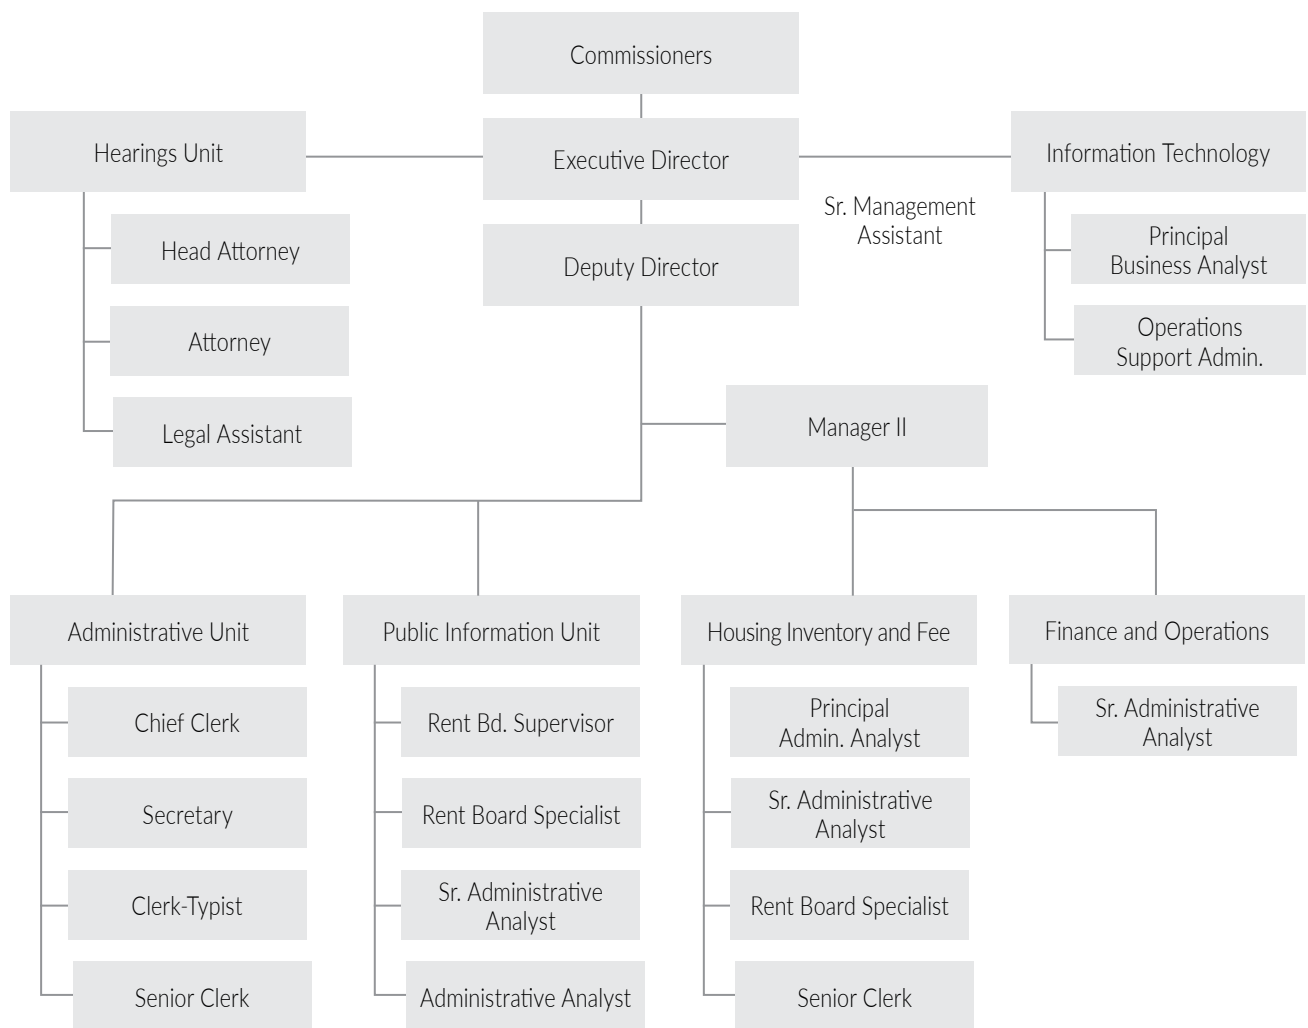 Commissioners
Hearings Unit
Executive Director
Information Technology
Sr. Management
Assistant
Head Attorney
Deputy Director
Principal
Business Analyst
Attorney
Operations
Support Admin.
Legal Assistant
Manager II
Administrative Unit
Public Information Unit
Housing Inventory and Fee
Finance and Operations
Chief Clerk
Rent Bd. Supervisor
Principal
Admin. Analyst
Sr. Administrative
Analyst
Secretary
Rent Board Specialist
Sr. Administrative
Analyst
Clerk-Typist
Sr. Administrative
Analyst
Rent Board Specialist
Senior Clerk
Administrative Analyst
Senior Clerk